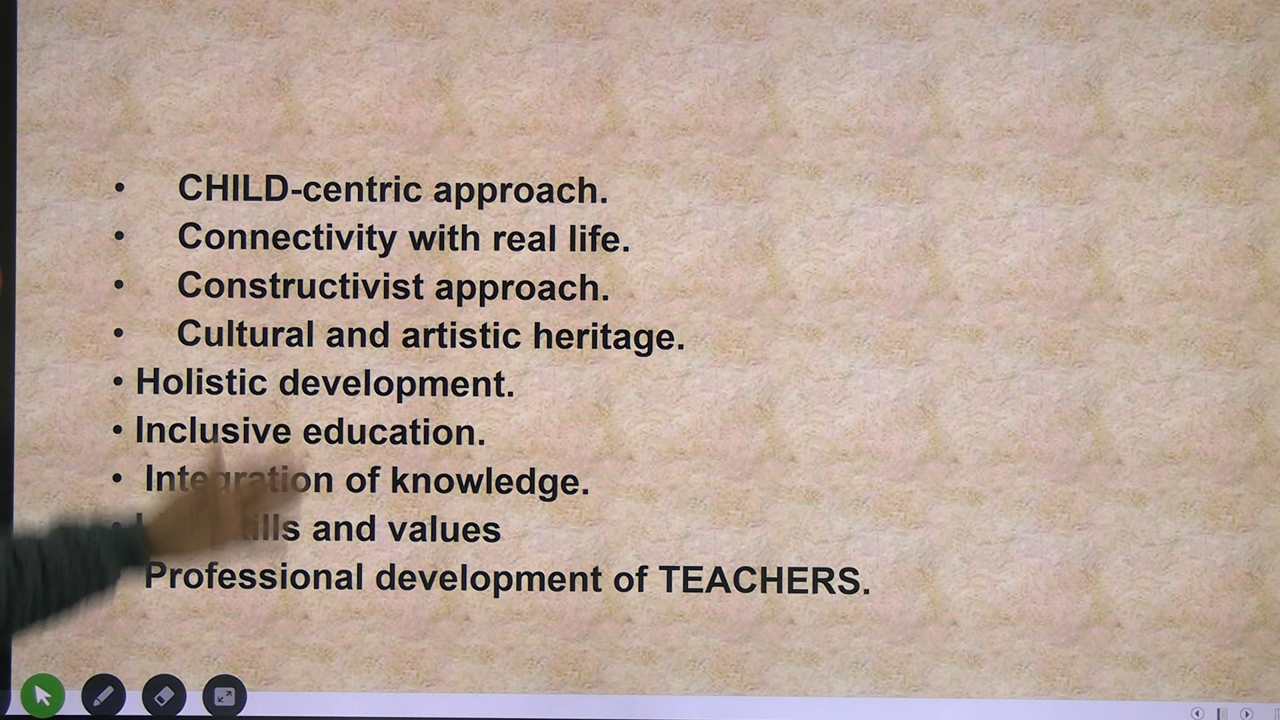 • CHILD-centric approach.
• Connectivity with real life.
• Constructivist approach.
• Cultural and artistic heritage.
• Holistic development.
• Inclusive education.
• Integration of knowledge.
and values
Professional development of TEACHERS.